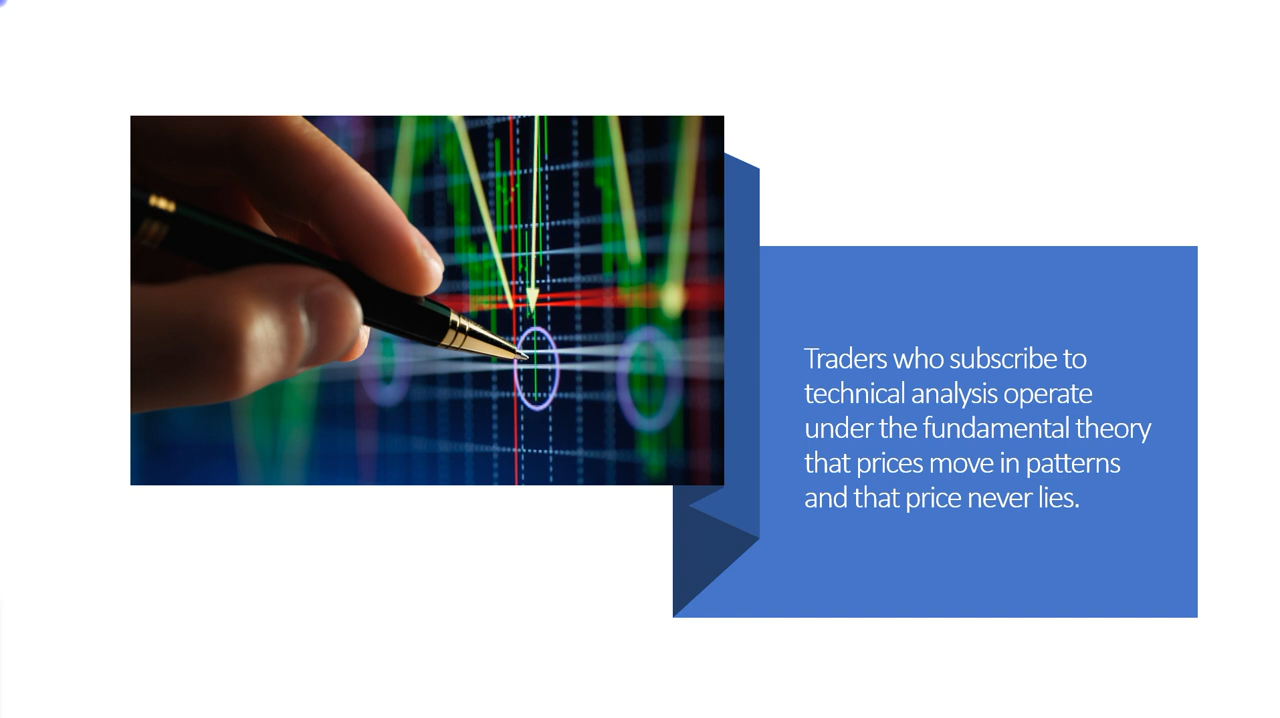 Traders who subscribe to
technical analysis operate
under the fundamental theory
that prices move in patterns
and that price never lies.